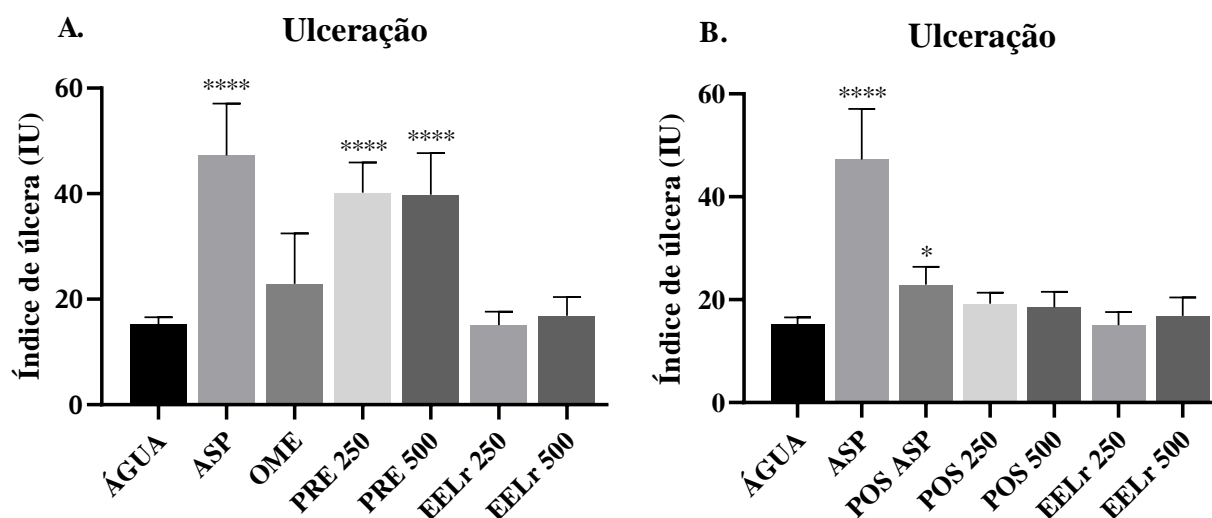 A.
Ulceração
Índice de úlcera (IU)
60
40
20
0
****
****
****
ÁGUA
ASP
OME
PRE 250
PRE 500
EELr 250
EELr 500
B.
Ulceração
Índice de úlcera (IU)
60
40
20
0
****
*
ÁGUA
ASP
POS ASP
POS 250
POS 500
EELr 250
EELr 500